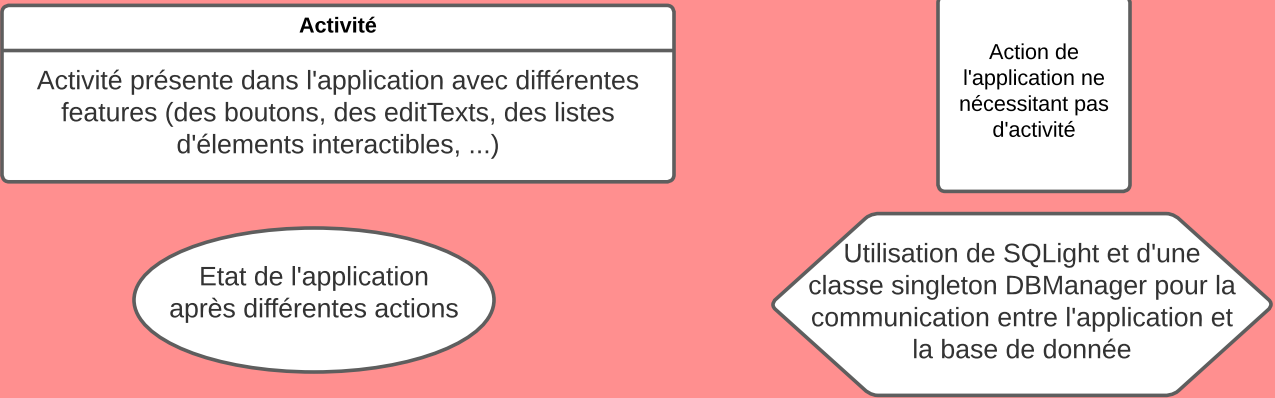 Activité
Activité présente dans l'application avec différentes
features (des boutons, des editTexts, des listes
d'élements interactibles, ...)
Action de
l'application ne
nécessitant pas
d'activité
Etat de l'application
après différentes actions
Utilisation de SQLight et d'une
classe singleton DBManager pour la
communication entre l'application et
la base de donnée